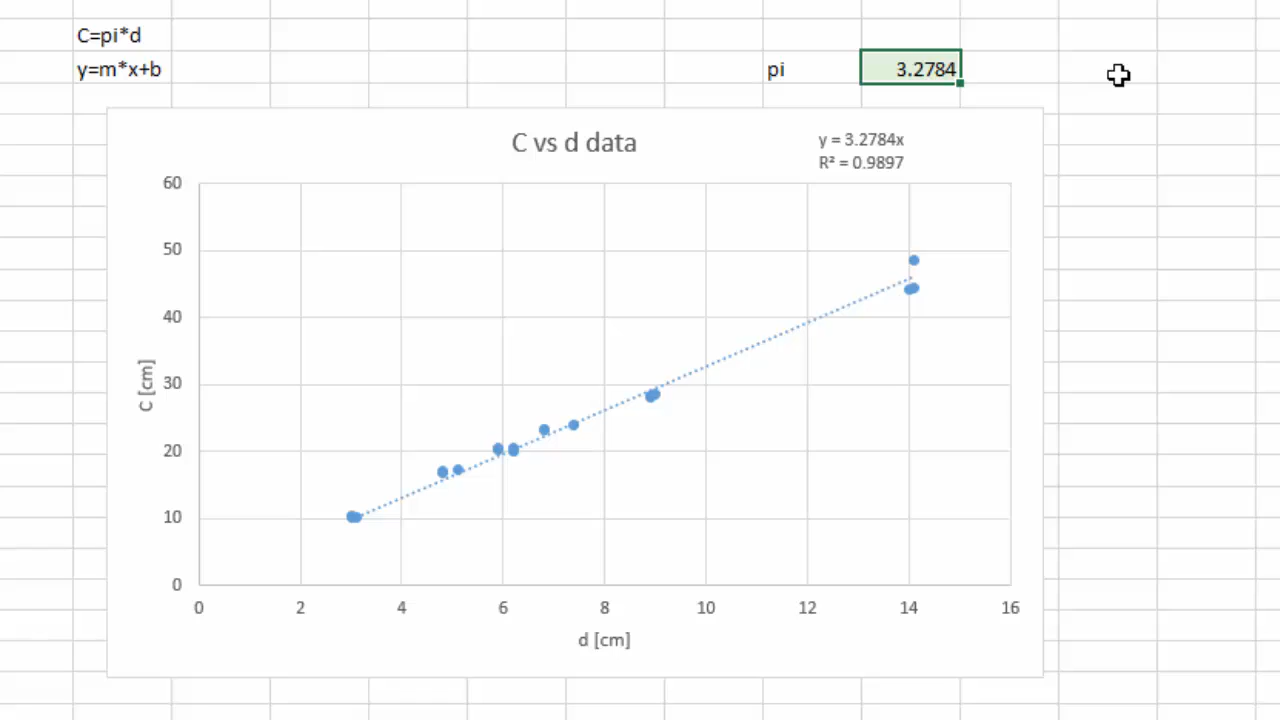 C=pi*d
y=m*x+b
pi 3.2784
C vs d data
y = 3.2784x
R² = 0.9897
60
50
40
30
20
10
0
C [cm]
0 2 4 6 8 10 12 14 16
d [cm]